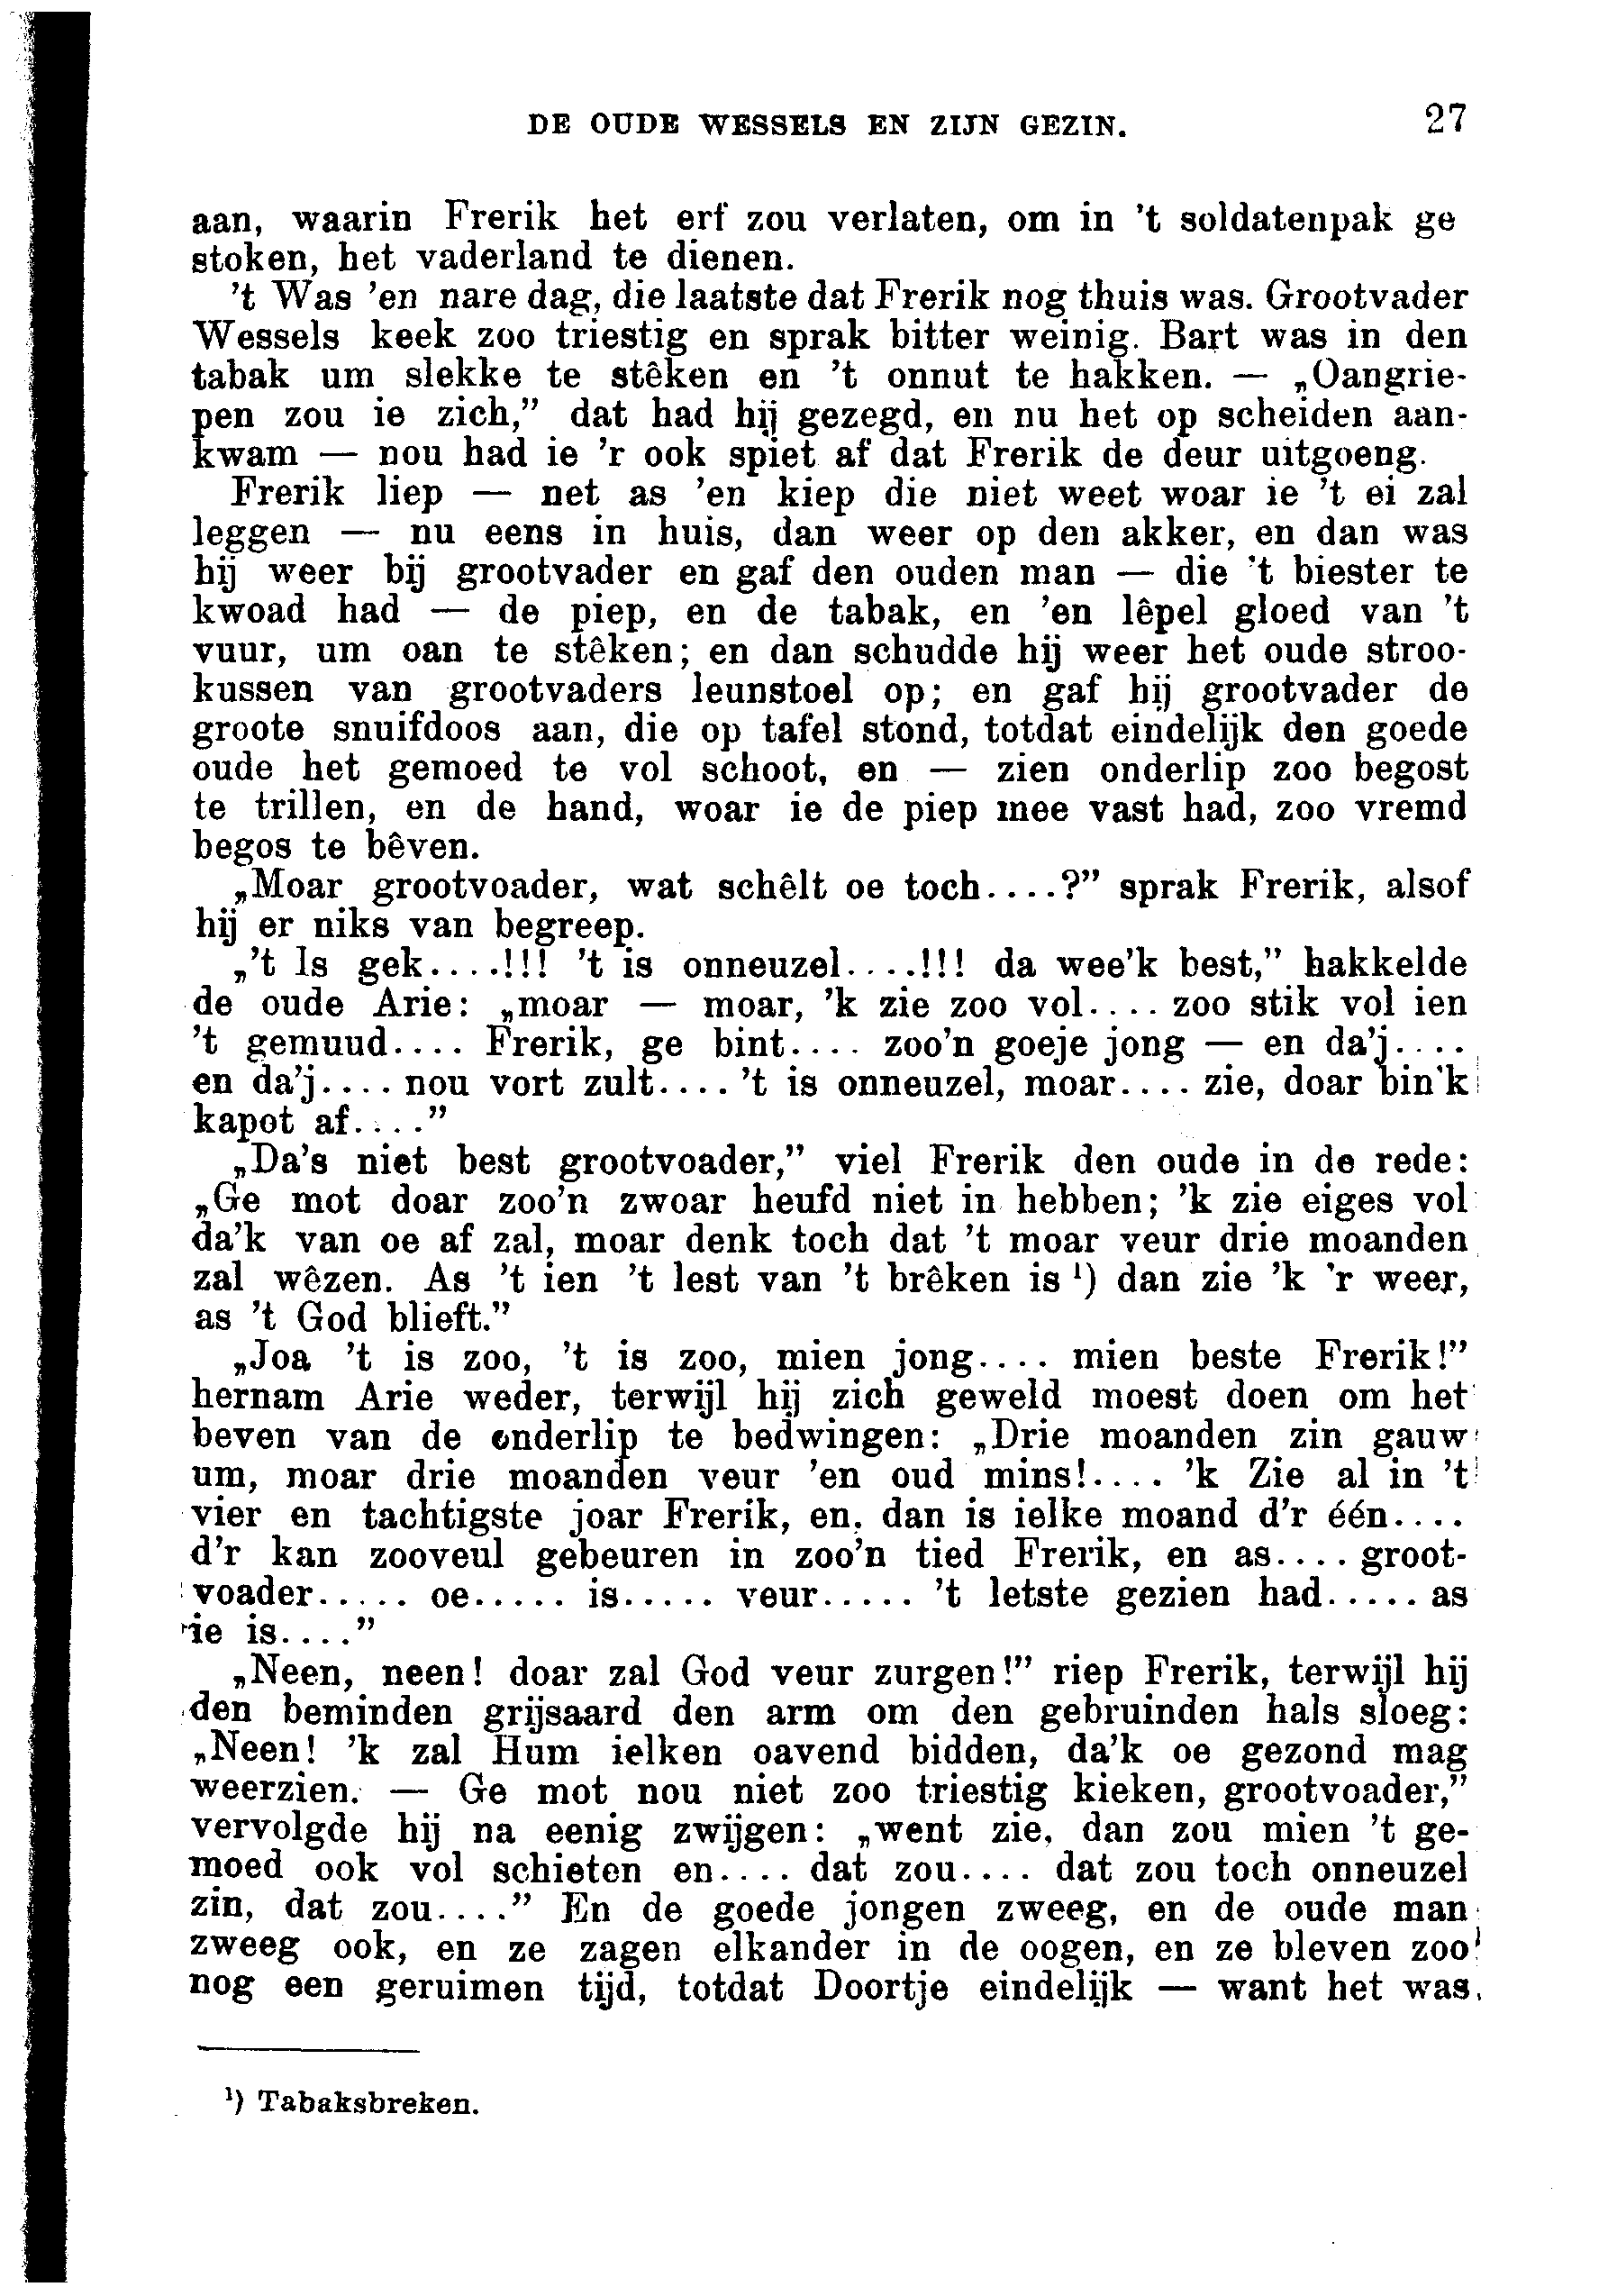 DE OUDE WESSELS EN ZIJN GEZIN. 27
aan, waarin Frerik het erf zou verlaten, om in 't soldatenpak ge
stoken, het vaderland te dienen.
't Was 'en nare dag, die laatste dat Frerik nog thuis was. Grootvader
Wessels keek zoo triestig en sprak bitter weinig. Bart was in den
tabak um slekke te stêken en 't onnut te hakken. — „Oangrie-
pen zou ie zich,” dat had hij gezegd, en nu het op scheiden aan-
kwam — nou had ie 'r ook spiet af dat Frerik de deur uitgoeng.
Frerik liep — net as 'en kiep die niet weet woar ie 't ei zal
leggen — nu eens in huis, dan weer op den akker, en dan was
hij weer bij grootvader en gaf den ouden man — die 't biester te
kwoad had — de piep, en de tabak, en 'en lêpel gloed van 't
vuur, um oan te stêken; en dan schudde hij weer het oude stroo-
kussen van grootvaders leunstoel op; en gaf hij grootvader de
groote snuifdoos aan, die op tafel stond, totdat eindelijk den goede
oude het gemoed te vol schoot, en — zien onderlip zoo begost
te trillen, en de hand, woar ie de piep mee vast had, zoo vremd
begos te bêven.
„Moar grootvoader, wat schêlt oe toch....?” sprak Frerik, alsof
hij er niks van begreep.
„'t Is gek....!!! 't is onneuzel....!!! da wee'k best,” hakkelde
de oude Arie: „moar — moar, 'k zie zoo vol.... zoo stik vol ien
't gemuud.... Frerik, ge bint.... zoo'n goeje jong — en da'j....
en da'j.... nou vort zult.... 't is onneuzel, moar.... zie, doar bin'k
kapot af....”
„Da's niet best grootvoader,” viel Frerik den oude in de rede:
„Ge mot doar zoo'n zwoar heufd niet in hebben; 'k zie eiges vol
da'k van oe af zal, moar denk toch dat 't moar veur drie moanden
zal wêzen. As 't ien 't lest van 't brêken is ¹) dan zie 'k 'r weer,
as 't God blieft.”
„Joa 't is zoo, 't is zoo, mien jong.... mien beste Frerik!”
hernam Arie weder, terwijl hij zich geweld moest doen om het
beven van de onderlip te bedwingen: „Drie moanden zin gauw
um, moar drie moanden veur 'en oud mins!.... 'k Zie al in 't
vier en tachtigste joar Frerik, en, dan is ielke moand d'r één....
d'r kan zooveul gebeuren in zoo'n tied Frerik, en as.... groot-
voader..... oe..... is..... veur..... 't letste gezien had..... as
'ie is....”
„Neen, neen! doar zal God veur zurgen!” riep Frerik, terwijl hij
den beminden grijsaard den arm om den gebruinden hals sloeg:
„Neen! 'k zal Hum ielken oavend bidden, da'k oe gezond mag
weerzien. — Ge mot nou niet zoo triestig kieken, grootvoader,”
vervolgde hij na eenig zwijgen: „went zie, dan zou mien 't ge-
moed ook vol schieten en.... dat zou.... dat zou toch onneuzel
zin, dat zou....” En de goede jongen zweeg, en de oude man
zweeg ook, en ze zagen elkander in de oogen, en ze bleven zoo
nog een geruimen tijd, totdat Doortje eindelijk — want het was
¹) Tabaksbreken.